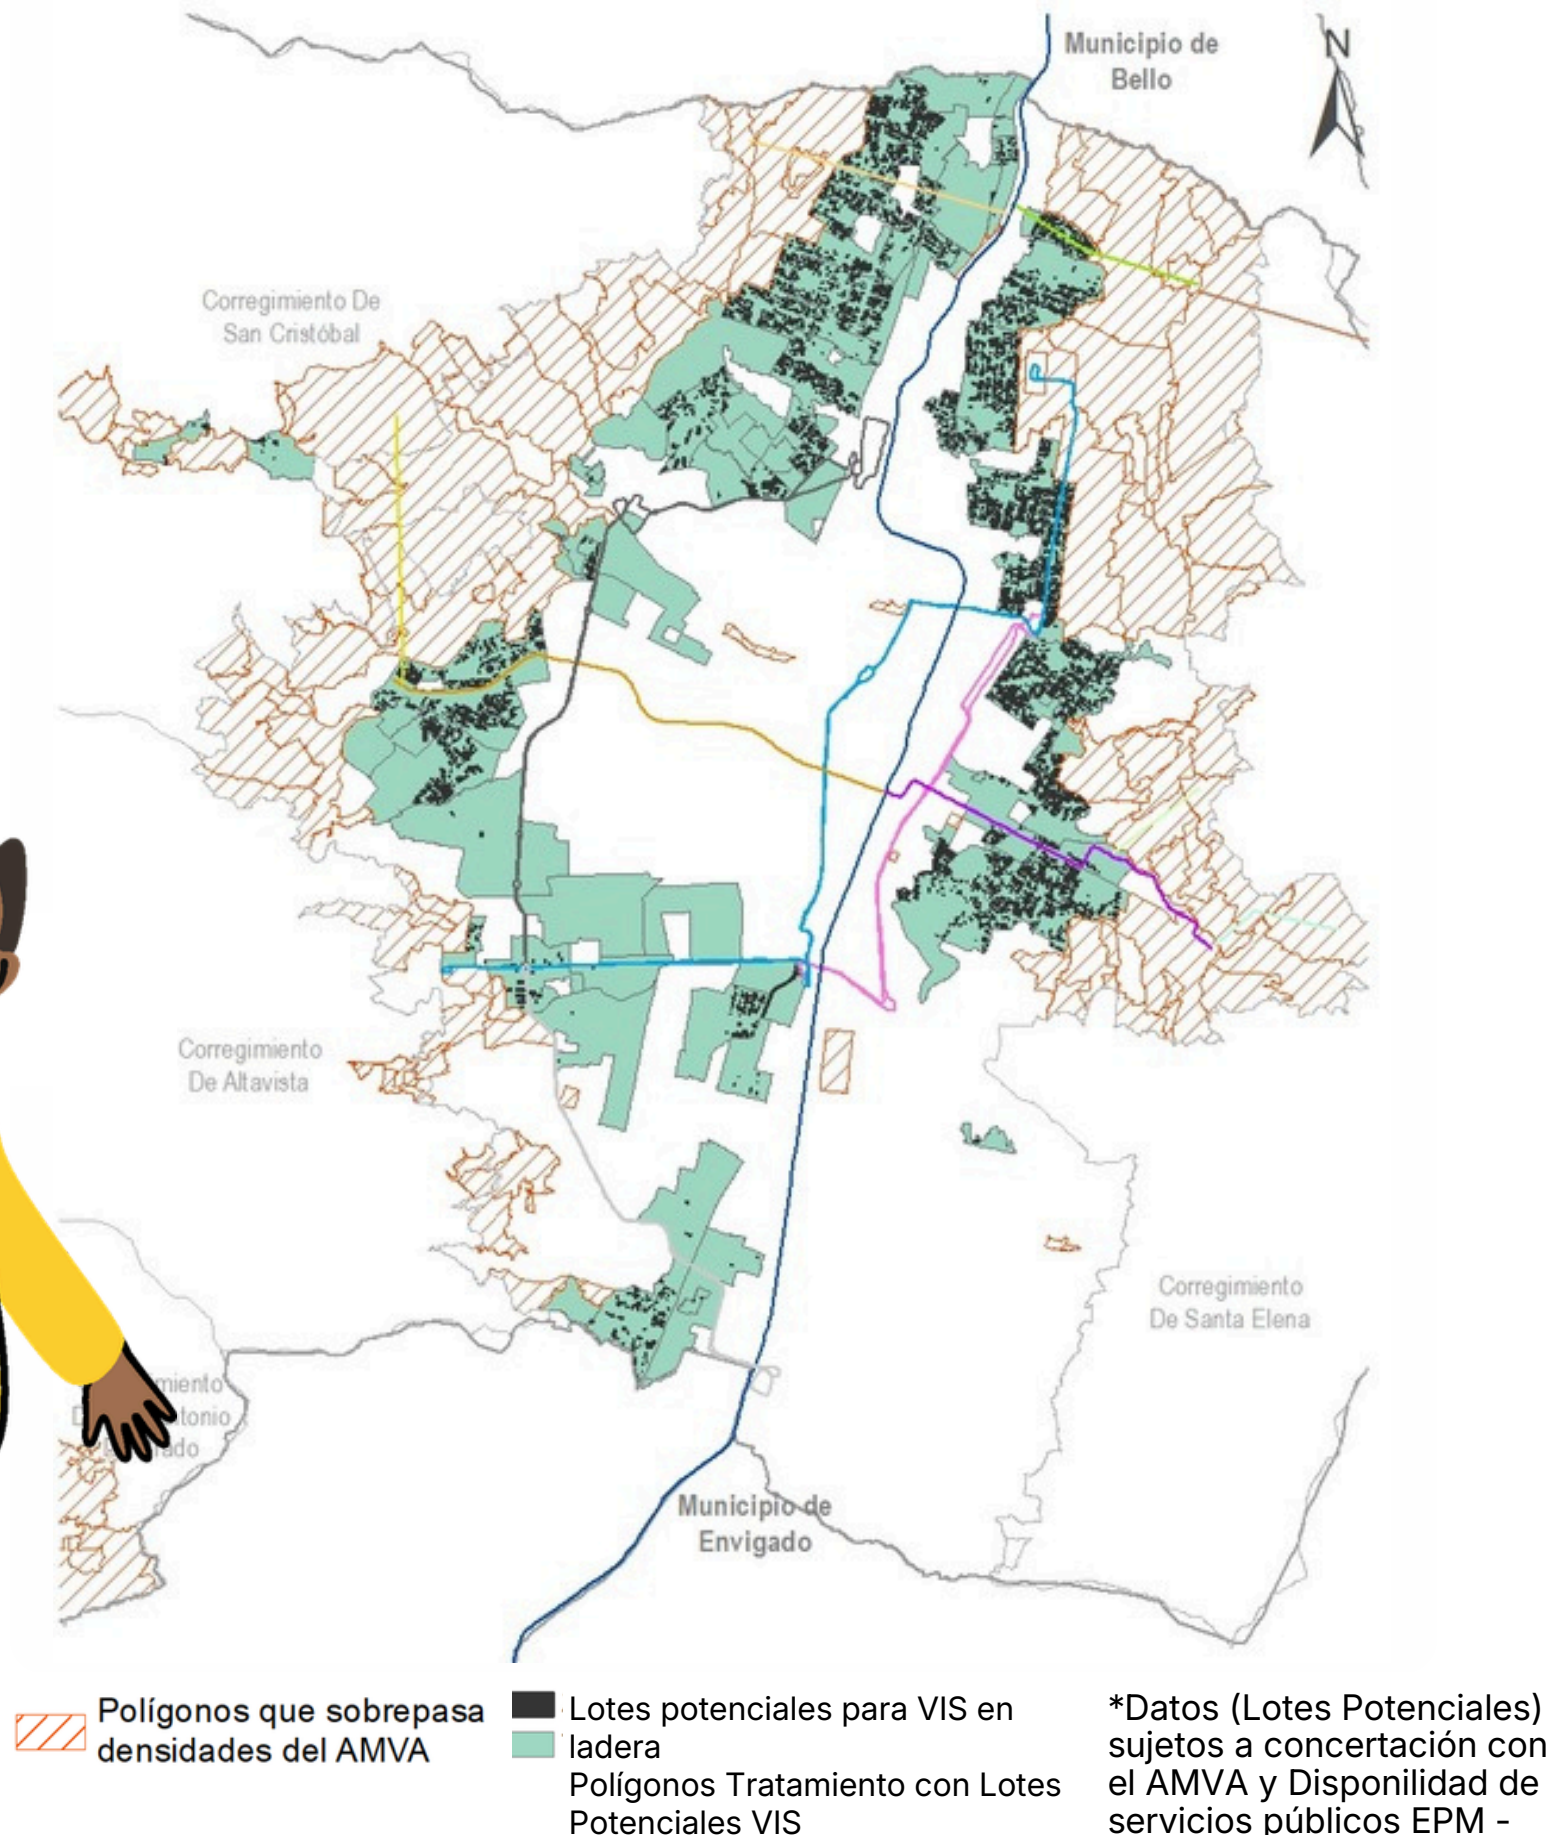 Municipio de
Bello
N
Corregimiento De
San Cristóbal
Corregimiento
De Altavista
Corregimiento
De Santa Elena
Municipio de
Envigado
Polígonos que sobrepasa
densidades del AMVA
Lotes potenciales para VIS en
ladera
Polígonos Tratamiento con Lotes
Potenciales VIS
*Datos (Lotes Potenciales)
sujetos a concertación con
el AMVA y Disponilidad de
servicios públicos EPM -